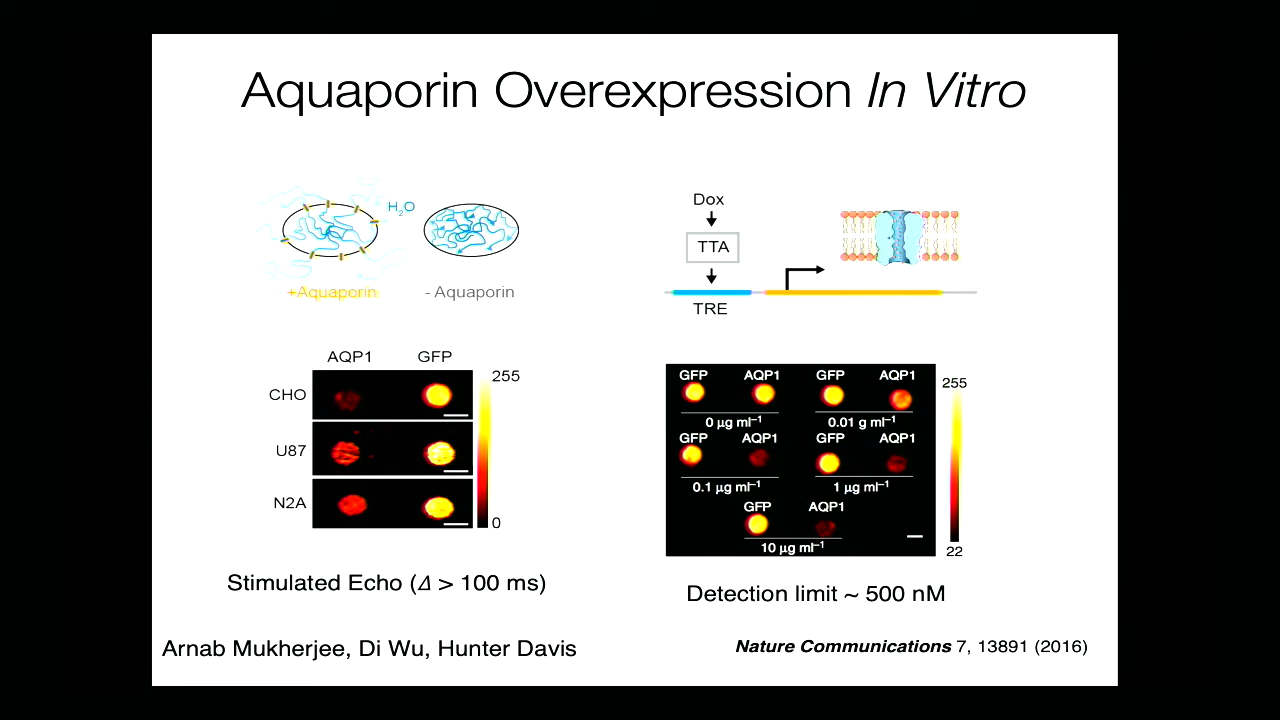 Aquaporin Overexpression In Vitro
H2O
+Aquaporin
- Aquaporin
Dox
TTA
TRE
AQP1 GFP
CHO
U87
N2A
255
0
Stimulated Echo (Δ > 100 ms)
GFP AQP1 GFP AQP1
0 µg ml⁻¹ 0.01 g ml⁻¹
GFP AQP1 GFP AQP1
0.1 µg ml⁻¹ 1 µg ml⁻¹
GFP AQP1
10 µg ml⁻¹
255
22
Detection limit ~ 500 nM
Arnab Mukherjee, Di Wu, Hunter Davis
Nature Communications 7, 13891 (2016)